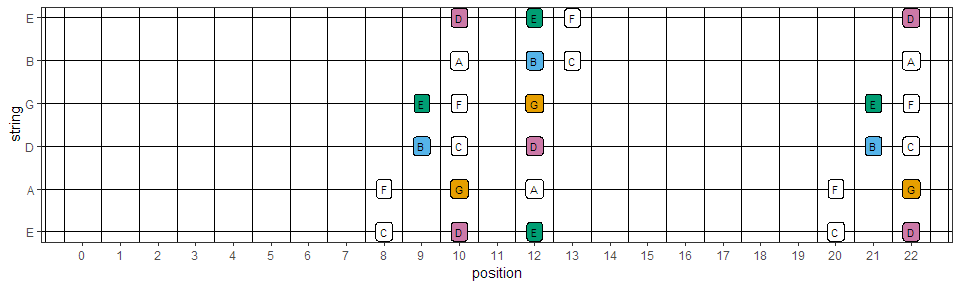 E D E F D
B A B C A
G E F G E F
D B C D B C
A F G A F G
E C D E C D
0 1 2 3 4 5 6 7 8 9 10 11 12 13 14 15 16 17 18 19 20 21 22
string
position